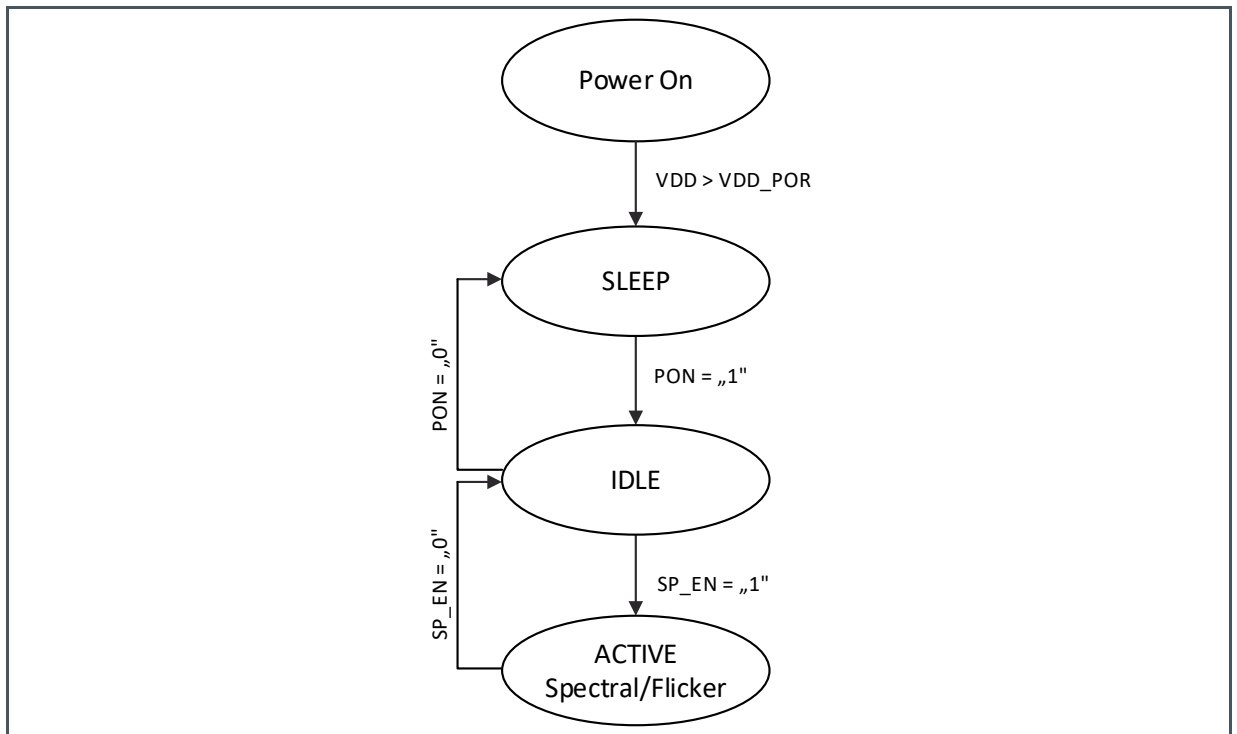 Power On
VDD > VDD_POR
SLEEP
PON = „0"
PON = „1"
IDLE
SP_EN = „0"
SP_EN = „1"
ACTIVE
Spectral/Flicker